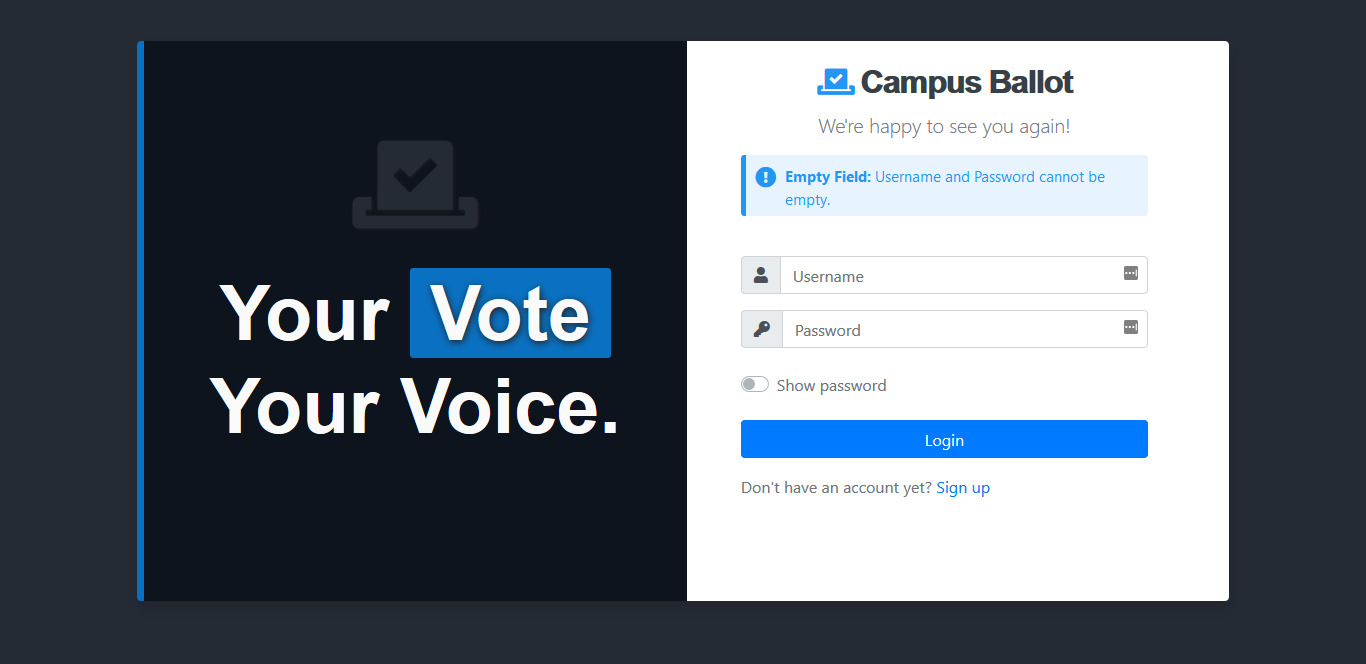 Your Vote
Your Voice.
Campus Ballot
We're happy to see you again!
Empty Field: Username and Password cannot be
empty.
Username
Password
Show password
Login
Don't have an account yet? Sign up